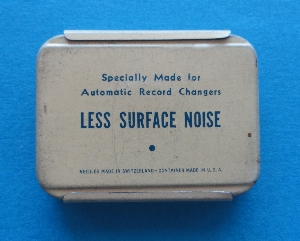 Specially Made for
Automatic Record Changers
LESS SURFACE NOISE
NEEDLES MADE IN SWITZERLAND - CONTAINER MADE IN U.S.A.